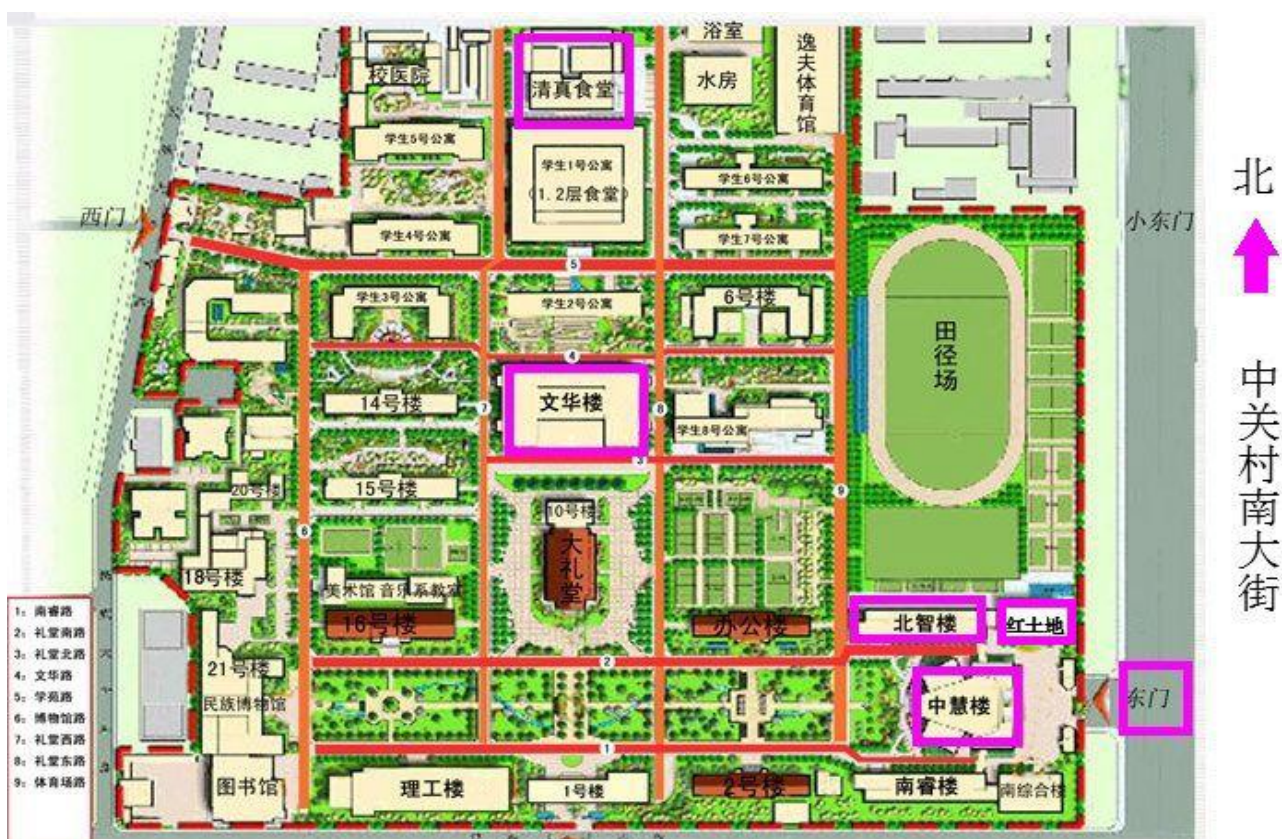 浴室
校医院
清真食堂
水房
逸夫体育馆
学生5号公寓
学生1号公寓
(1.2层食堂)
学生6号公寓
西门
学生4号公寓
学生7号公寓
小东门
北
5
学生3号公寓
学生2号公寓
6号楼
田径场
中关村南大街
4
14号楼
7
文华楼
8
学生8号公寓
3
20号楼
15号楼
10号楼
9
6
大礼堂
18号楼
美术馆 音乐系教室
16号楼
办公楼
北智楼
红土地
1: 南睿路
2: 礼堂南路
3: 礼堂北路
4: 文华路
5: 学苑路
6: 博物馆路
7: 礼堂西路
8: 礼堂东路
9: 体育场路
2
21号楼
民族博物馆
中慧楼
东门
1
图书馆
理工楼
1号楼
2号楼
南睿楼
南综合楼